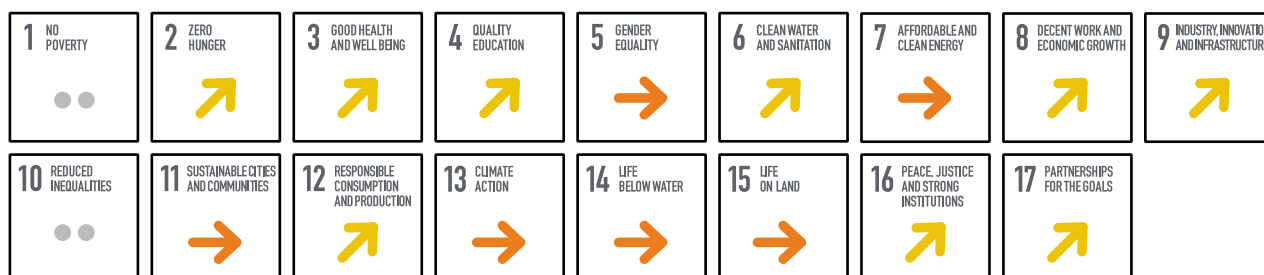 1 NO
POVERTY
2 ZERO
HUNGER
3 GOOD HEALTH
AND WELL BEING
4 QUALITY
EDUCATION
5 GENDER
EQUALITY
6 CLEAN WATER
AND SANITATION
7 AFFORDABLE AND
CLEAN ENERGY
8 DECENT WORK AND
ECONOMIC GROWTH
9 INDUSTRY, INNOVATIO
AND INFRASTRUCTUR
10 REDUCED
INEQUALITIES
11 SUSTAINABLE CITIES
AND COMMUNITIES
12 RESPONSIBLE
CONSUMPTION
AND PRODUCTION
13 CLIMATE
ACTION
14 LIFE
BELOW WATER
15 LIFE
ON LAND
16 PEACE, JUSTICE
AND STRONG
INSTITUTIONS
17 PARTNERSHIPS
FOR THE GOALS